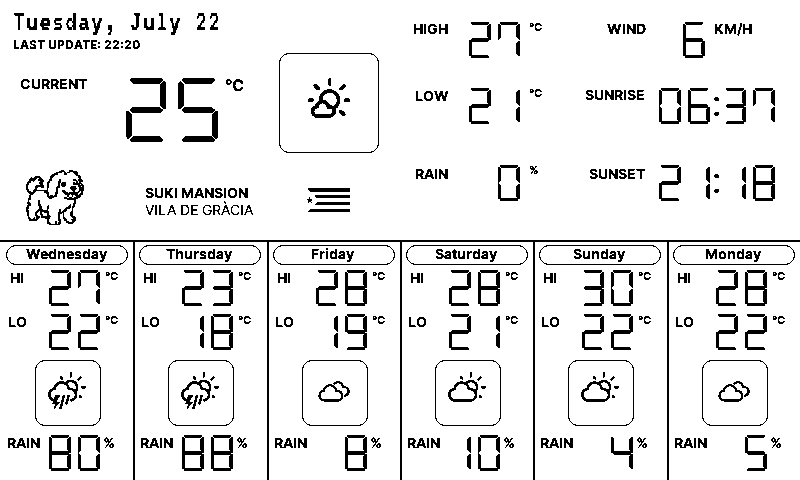 Tuesday, July 22
LAST UPDATE: 22:20
CURRENT 25 °C
HIGH 27 °C
WIND 6 KM/H
LOW 21 °C
SUNRISE 06:37
RAIN 0 %
SUNSET 21:18
SUKI MANSION
VILA DE GRÀCIA
Wednesday
HI 27 °C
LO 22 °C
RAIN 80 %
Thursday
HI 23 °C
LO 18 °C
RAIN 88 %
Friday
HI 28 °C
LO 19 °C
RAIN 8 %
Saturday
HI 28 °C
LO 21 °C
RAIN 10 %
Sunday
HI 30 °C
LO 22 °C
RAIN 4 %
Monday
HI 28 °C
LO 22 °C
RAIN 5 %